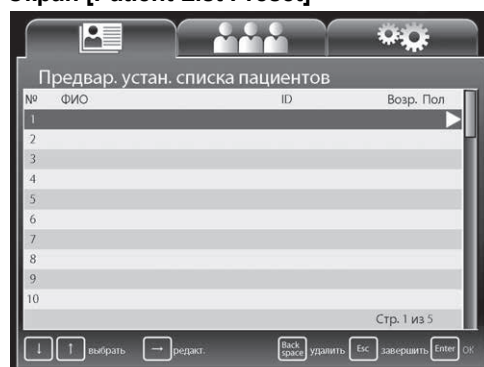 Экран [Patient List Preset]
Предвар. устан. списка пациентов
№ ФИО ID Возр. Пол
1
2
3
4
5
6
7
8
9
10
Стр. 1 из 5
↓ ↑ выбрать → редакт. Back space удалить Esc завершить Enter OK